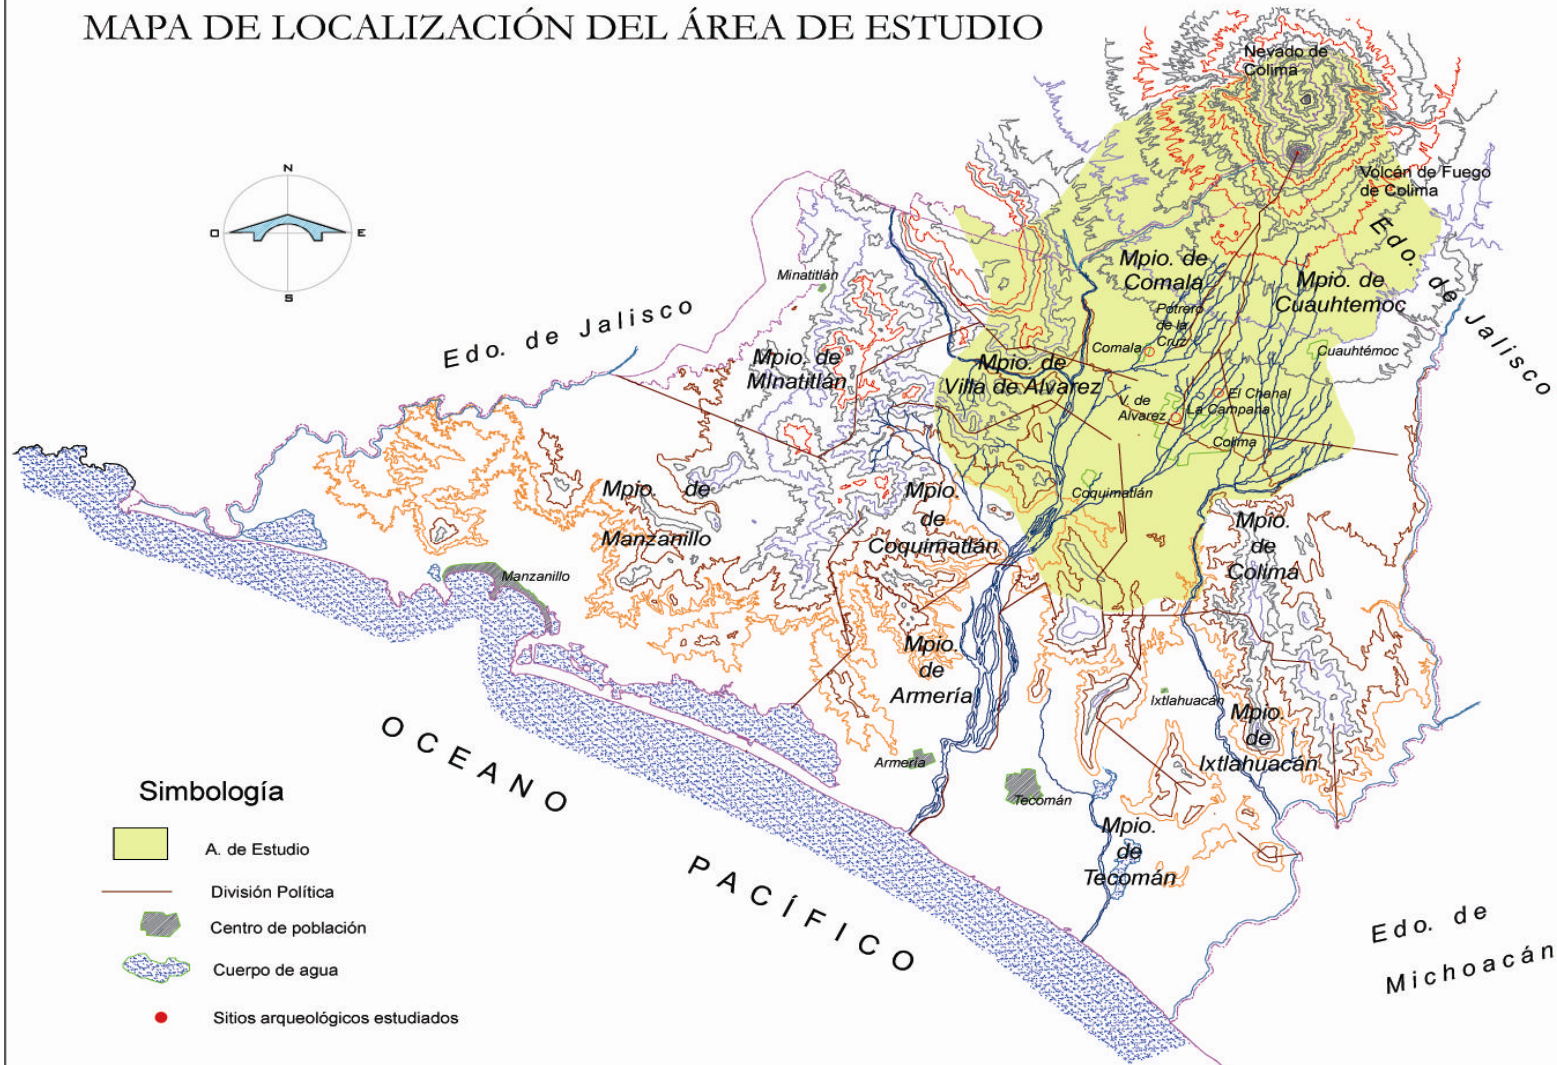 MAPA DE LOCALIZACIÓN DEL ÁREA DE ESTUDIO
Nevado de
Colima
Volcán de Fuego
de Colima
N
O
E
S
Edo. de Jalisco
Edo. de Jalisco
Minatitlán
Mpio. de
Comala
Mpio. de
Cuauhtemoc
Potrero
de la
Cruz
Comala
Cuauhtémoc
Mpio. de
MInatitlán
Mpio. de
Villa de Alvarez
V. de
Alvarez
El Chanal
La Campana
Colima
Coquimatlán
Mpio. de
Manzanillo
Mpio.
de
Coquimatlán
Mpio.
de
Colima
Manzanillo
Mpio.
de
Armería
Ixtlahuacán
Mpio.
de
Ixtlahuacán
Armería
Tecomán
Mpio.
de
Tecomán
OCEANO
PACÍFICO
Edo. de
Michoacán
Simbología
A. de Estudio
División Política
Centro de población
Cuerpo de agua
Sitios arqueológicos estudiados